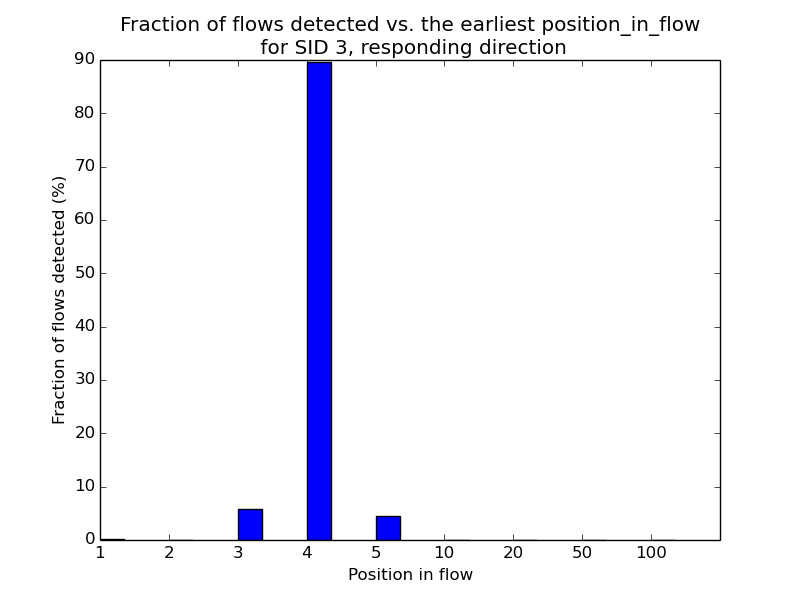 Fraction of flows detected vs. the earliest position_in_flow
for SID 3, responding direction
90
80
70
60
50
40
30
20
10
0
Fraction of flows detected (%)
1 2 3 4 5 10 20 50 100
Position in flow